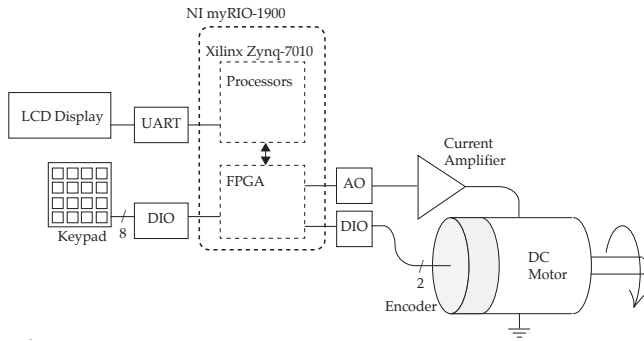 NI myRIO-1900
Xilinx Zynq-7010
Processors
LCD Display
UART
Current
Amplifier
FPGA
AO
DIO
Keypad
8
DIO
DC
Motor
2
Encoder